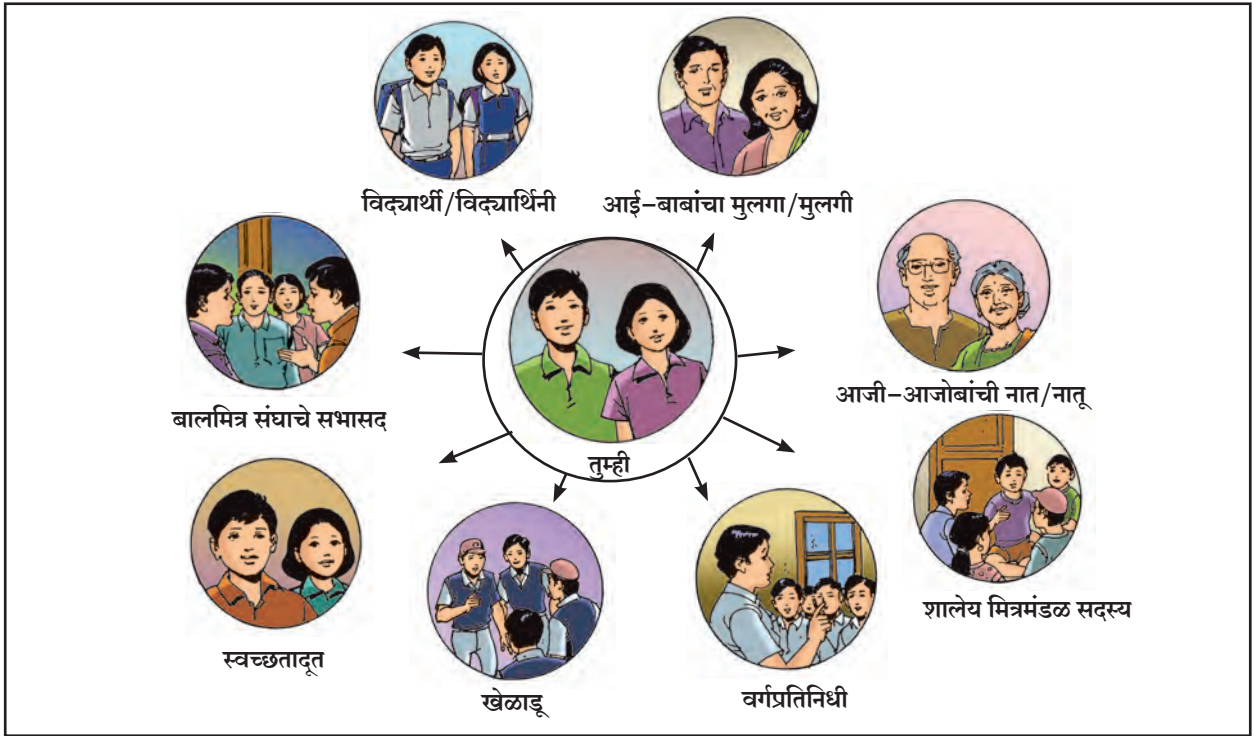 विद्यार्थी/विद्यार्थिनी
आई–बाबांचा मुलगा/मुलगी
आजी–आजोबांची नात/नातू
बालमित्र संघाचे सभासद
तुम्ही
शालेय मित्रमंडळ सदस्य
स्वच्छतादूत
खेळाडू
वर्गप्रतिनिधी